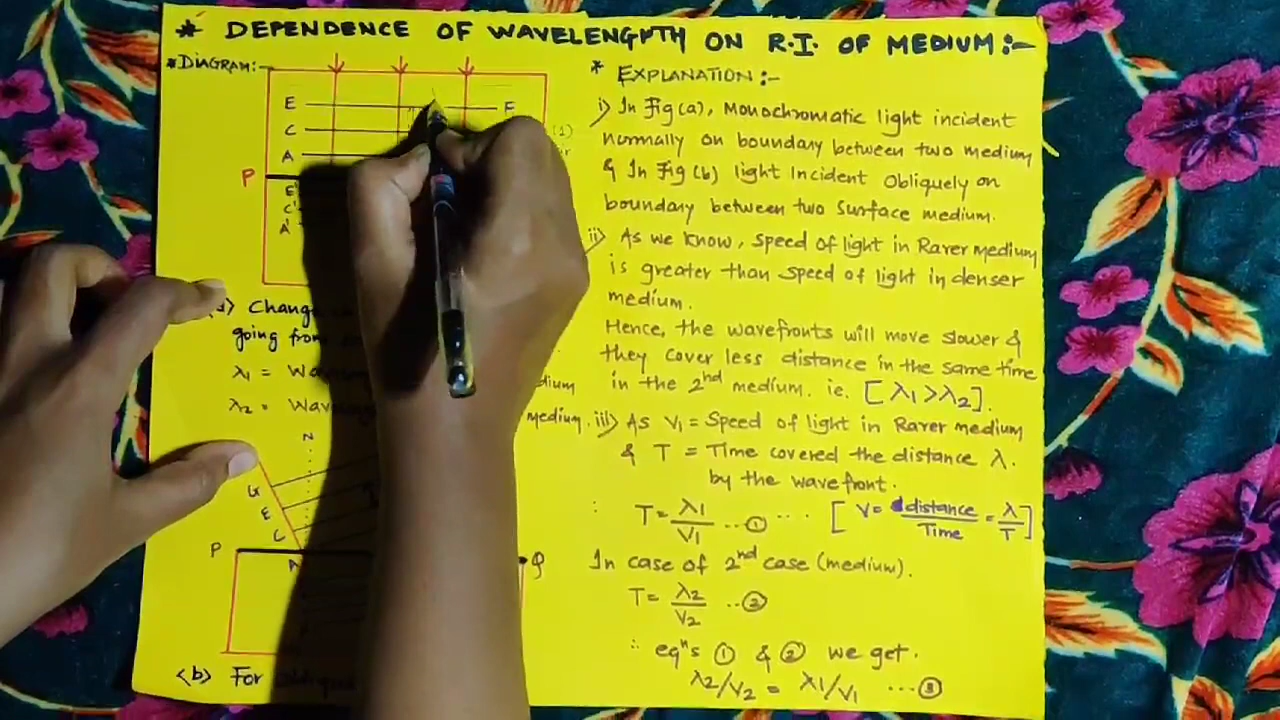 * DEPENDENCE OF WAVELENGPTH ON R.I. OF MEDIUM:-
* DIAGRAM:-
E F
C (1)
A
P
E'
C'
A'
Change
going from
λ1 =
λ2 =
dium
medium.
N
G
E
C
P A Q
(b) For
* EXPLANATION:-
i) In Fig(a), Monochromatic light incident
normally on boundary between two medium
& In Fig(b) light Incident Obliquely on
boundary between two Surface medium.
ii) As we know, Speed of light in Rarer medium
is greater than Speed of light in denser
medium.
Hence, the wavefronts will move slower &
they cover less distance in the same time
in the 2nd medium. ie. [λ1 > λ2].
iii) As V1 = Speed of light in Rarer medium
& T = Time covered the distance λ.
by the wavefront.
∴ T = λ1/V1 ...① .... [V = distance/Time = λ/T]
In case of 2nd case (medium).
T = λ2/V2 ..②
∴ eqns ① & ② we get.
λ2/V2 = λ1/V1 ...③